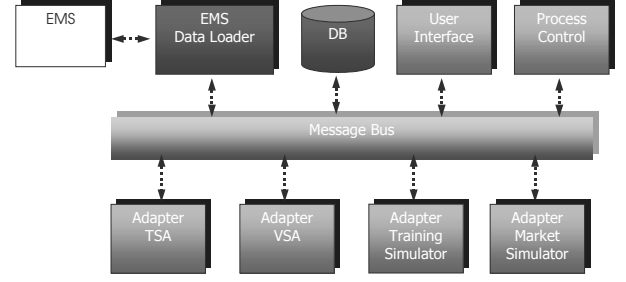 EMS
EMS
Data Loader
DB
User
Interface
Process
Control
Message Bus
Adapter
TSA
Adapter
VSA
Adapter
Training
Simulator
Adapter
Market
Simulator